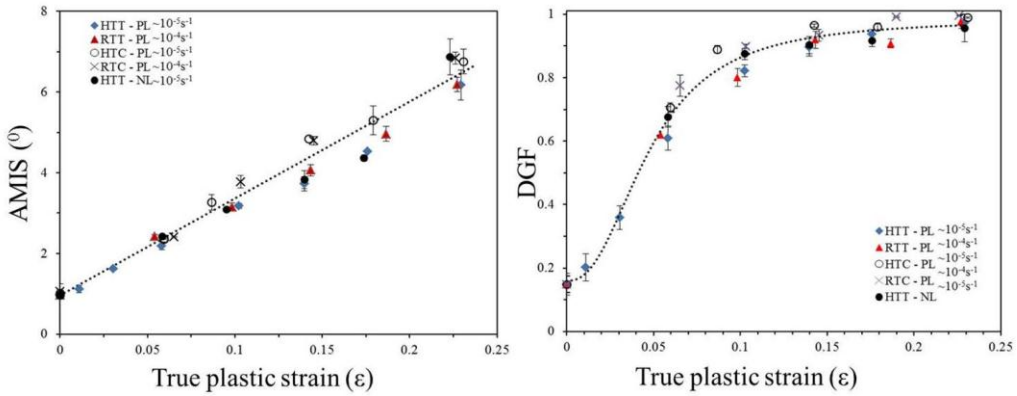 8
6
4
2
0
AMIS (⁰)
HTT – PL ~10⁻⁵s⁻¹
RTT – PL ~10⁻⁴s⁻¹
HTC – PL ~10⁻⁵s⁻¹
RTC – PL ~10⁻⁴s⁻¹
HTT – NL ~10⁻⁵s⁻¹
0 0.05 0.1 0.15 0.2 0.25
True plastic strain (ε)
1
0.8
0.6
0.4
0.2
0
DGF
HTT – PL ~10⁻⁵s⁻¹
RTT – PL ~10⁻⁴s⁻¹
HTC – PL ~10⁻⁵s⁻¹
RTC – PL ~10⁻⁴s⁻¹
HTT – NL ~10⁻⁵s⁻¹
0 0.05 0.1 0.15 0.2 0.25
True plastic strain (ε)